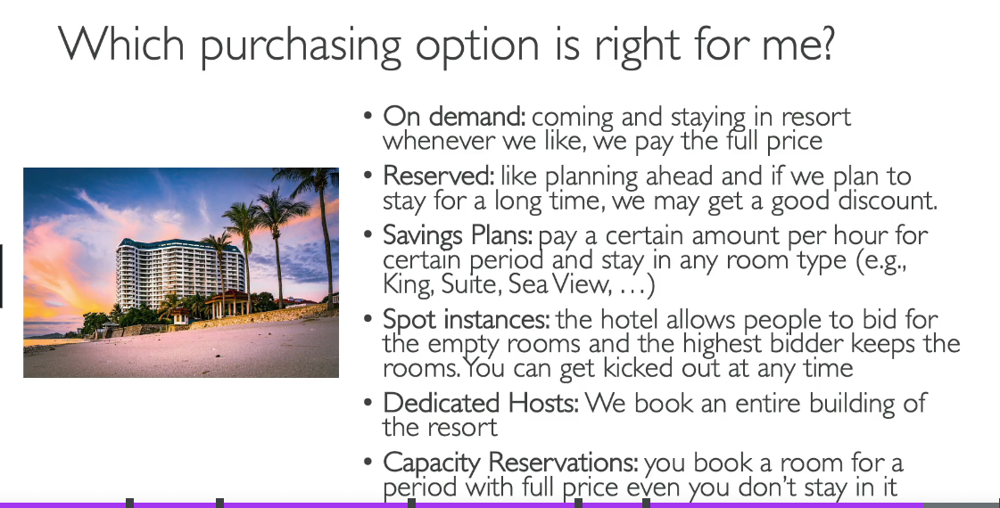 Which purchasing option is right for me?
• On demand: coming and staying in resort
whenever we like, we pay the full price
• Reserved: like planning ahead and if we plan to
stay for a long time, we may get a good discount.
• Savings Plans: pay a certain amount per hour for
certain period and stay in any room type (e.g.,
King, Suite, Sea View, …)
• Spot instances: the hotel allows people to bid for
the empty rooms and the highest bidder keeps the
rooms. You can get kicked out at any time
• Dedicated Hosts: We book an entire building of
the resort
• Capacity Reservations: you book a room for a
period with full price even you don't stay in it